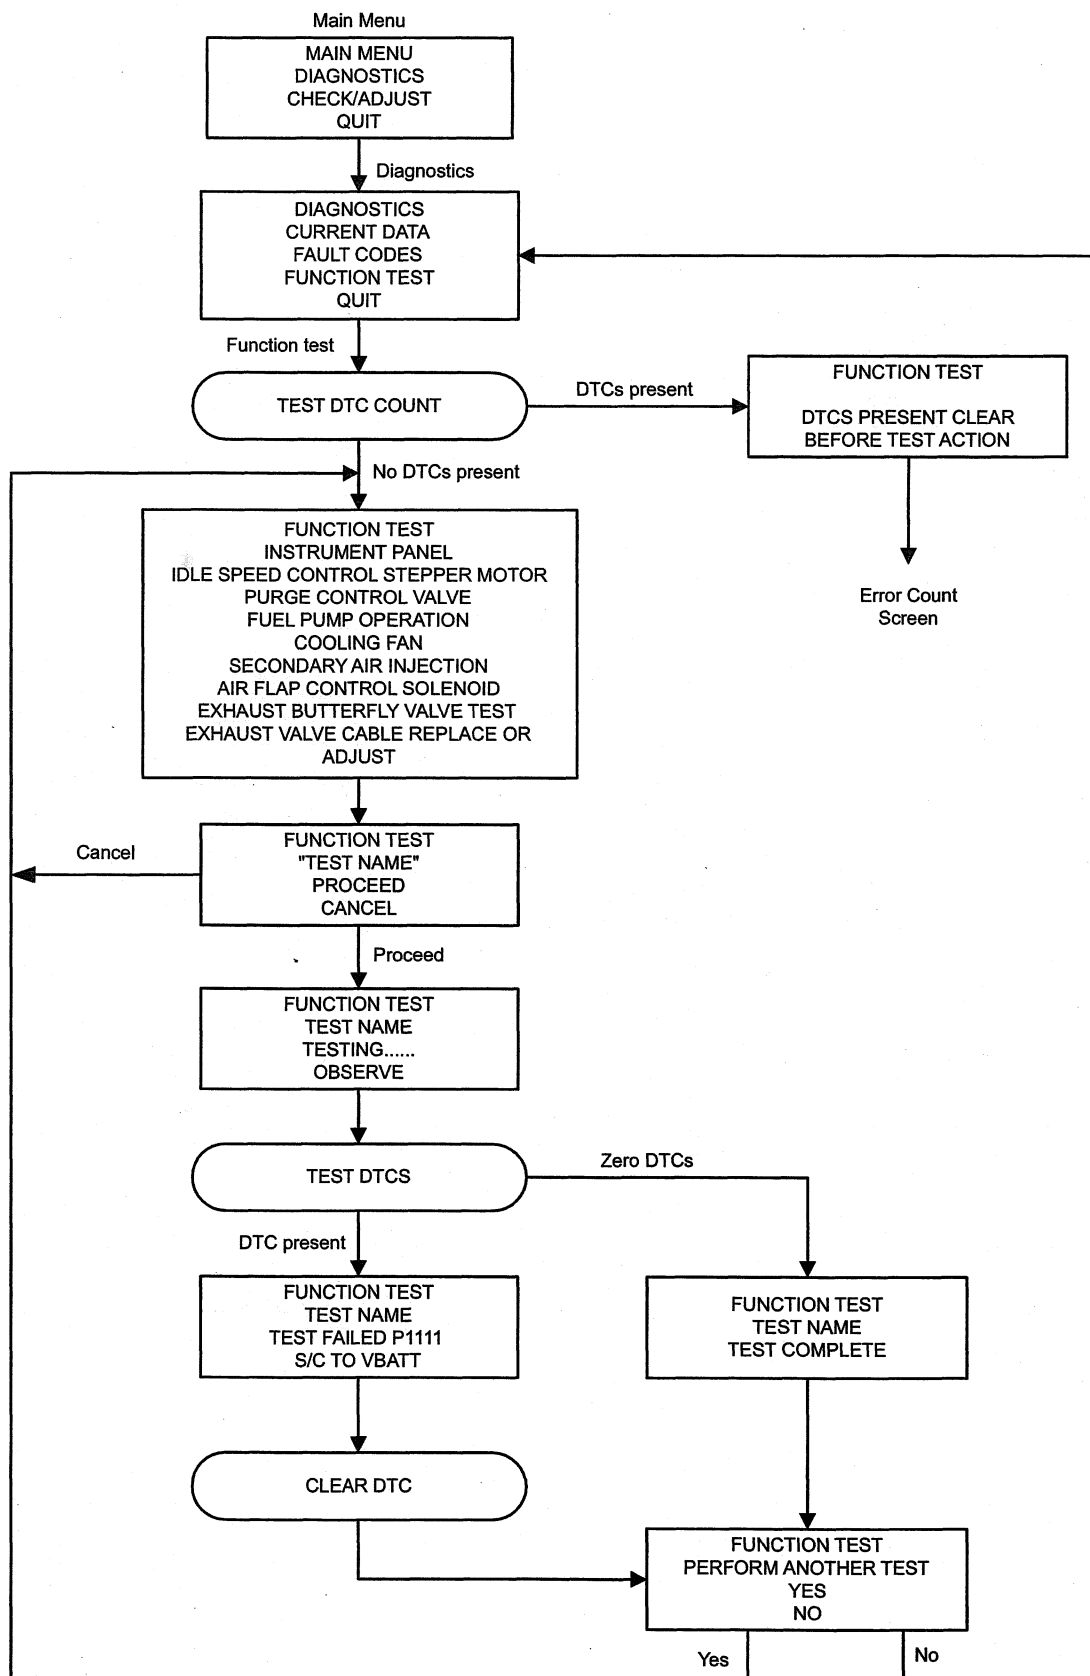 Main Menu
MAIN MENU
DIAGNOSTICS
CHECK/ADJUST
QUIT
Diagnostics
DIAGNOSTICS
CURRENT DATA
FAULT CODES
FUNCTION TEST
QUIT
Function test
TEST DTC COUNT
DTCs present
FUNCTION TEST
DTCS PRESENT CLEAR
BEFORE TEST ACTION
Error Count
Screen
No DTCs present
FUNCTION TEST
INSTRUMENT PANEL
IDLE SPEED CONTROL STEPPER MOTOR
PURGE CONTROL VALVE
FUEL PUMP OPERATION
COOLING FAN
SECONDARY AIR INJECTION
AIR FLAP CONTROL SOLENOID
EXHAUST BUTTERFLY VALVE TEST
EXHAUST VALVE CABLE REPLACE OR
ADJUST
Cancel
FUNCTION TEST
"TEST NAME"
PROCEED
CANCEL
Proceed
FUNCTION TEST
TEST NAME
TESTING......
OBSERVE
TEST DTCS
Zero DTCs
DTC present
FUNCTION TEST
TEST NAME
TEST FAILED P1111
S/C TO VBATT
FUNCTION TEST
TEST NAME
TEST COMPLETE
CLEAR DTC
FUNCTION TEST
PERFORM ANOTHER TEST
YES
NO
Yes
No